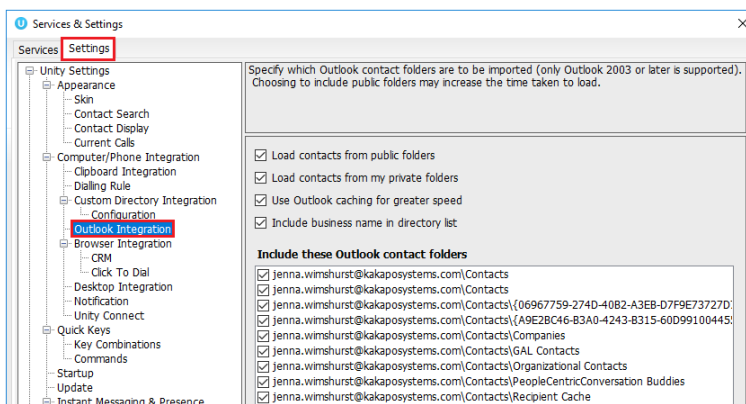 Services & Settings
Services Settings
Unity Settings
Appearance
Skin
Contact Search
Contact Display
Current Calls
Computer/Phone Integration
Clipboard Integration
Dialling Rule
Custom Directory Integration
Configuration
Outlook Integration
Browser Integration
CRM
Click To Dial
Desktop Integration
Notification
Unity Connect
Quick Keys
Key Combinations
Commands
Startup
Update
Instant Messaging & Presence
Specify which Outlook contact folders are to be imported (only Outlook 2003 or later is supported).
Choosing to include public folders may increase the time taken to load.
Load contacts from public folders
Load contacts from my private folders
Use Outlook caching for greater speed
Include business name in directory list
Include these Outlook contact folders
jenna.wimshurst@kakaposystems.com\Contacts
jenna.wimshurst@kakaposystems.com\Contacts
jenna.wimshurst@kakaposystems.com\Contacts\{06967759-274D-40B2-A3EB-D7F9E73727D
jenna.wimshurst@kakaposystems.com\Contacts\{A9E2BC46-B3A0-4243-B315-60D991004455
jenna.wimshurst@kakaposystems.com\Contacts\Companies
jenna.wimshurst@kakaposystems.com\Contacts\GAL Contacts
jenna.wimshurst@kakaposystems.com\Contacts\Organizational Contacts
jenna.wimshurst@kakaposystems.com\Contacts\PeopleCentricConversation Buddies
jenna.wimshurst@kakaposystems.com\Contacts\Recipient Cache